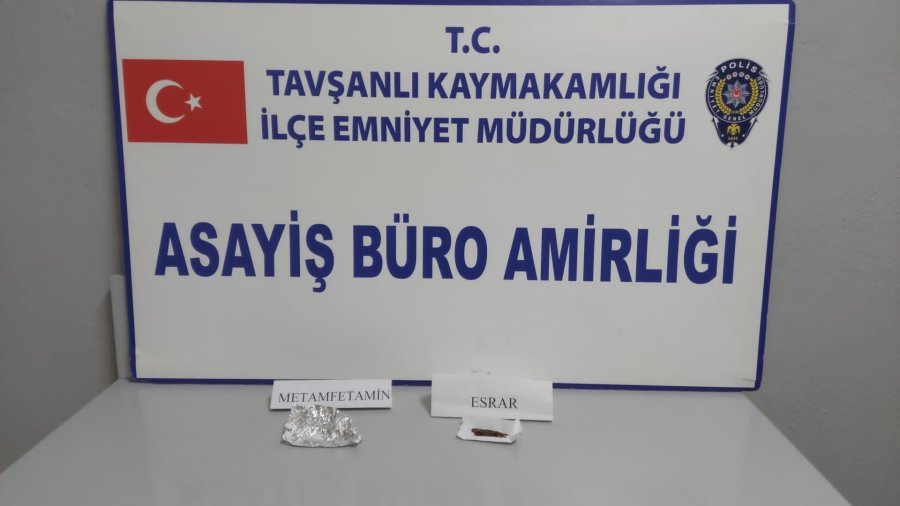 T.C.
TAVŞANLI KAYMAKAMLIĞI
İLÇE EMNİYET MÜDÜRLÜĞÜ
POLİS
ASAYİŞ BÜRO AMİRLİĞİ
METAMFETAMİN
ESRAR